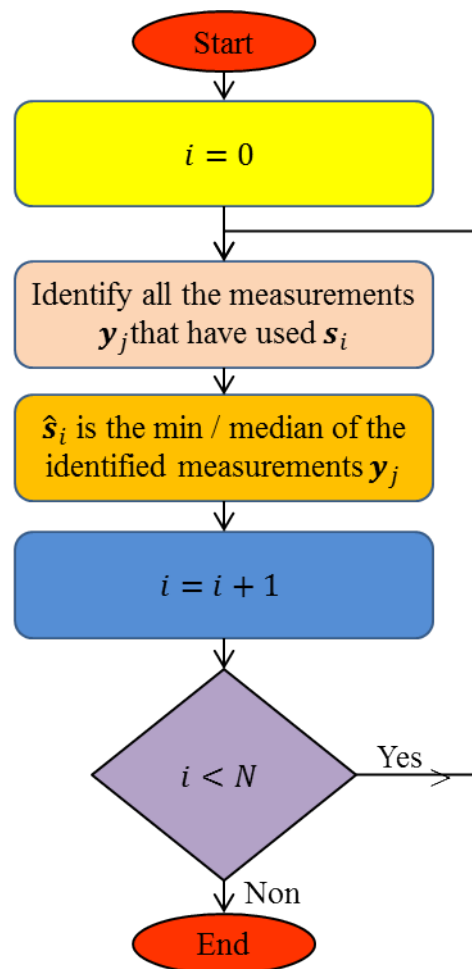 Start
i = 0
Identify all the measurements
y_j that have used s_i
ŝ_i is the min / median of the
identified measurements y_j
i = i + 1
i < N
Yes
Non
End